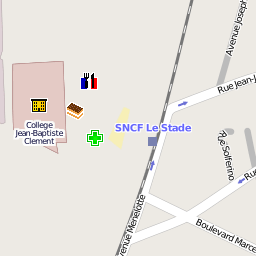 Avenue Joseph
Rue Jean-J
SNCF Le Stade
College
Jean-Baptiste
Clement
Rue Solferino
Rue
Avenue Menelotte
Boulevard Marce